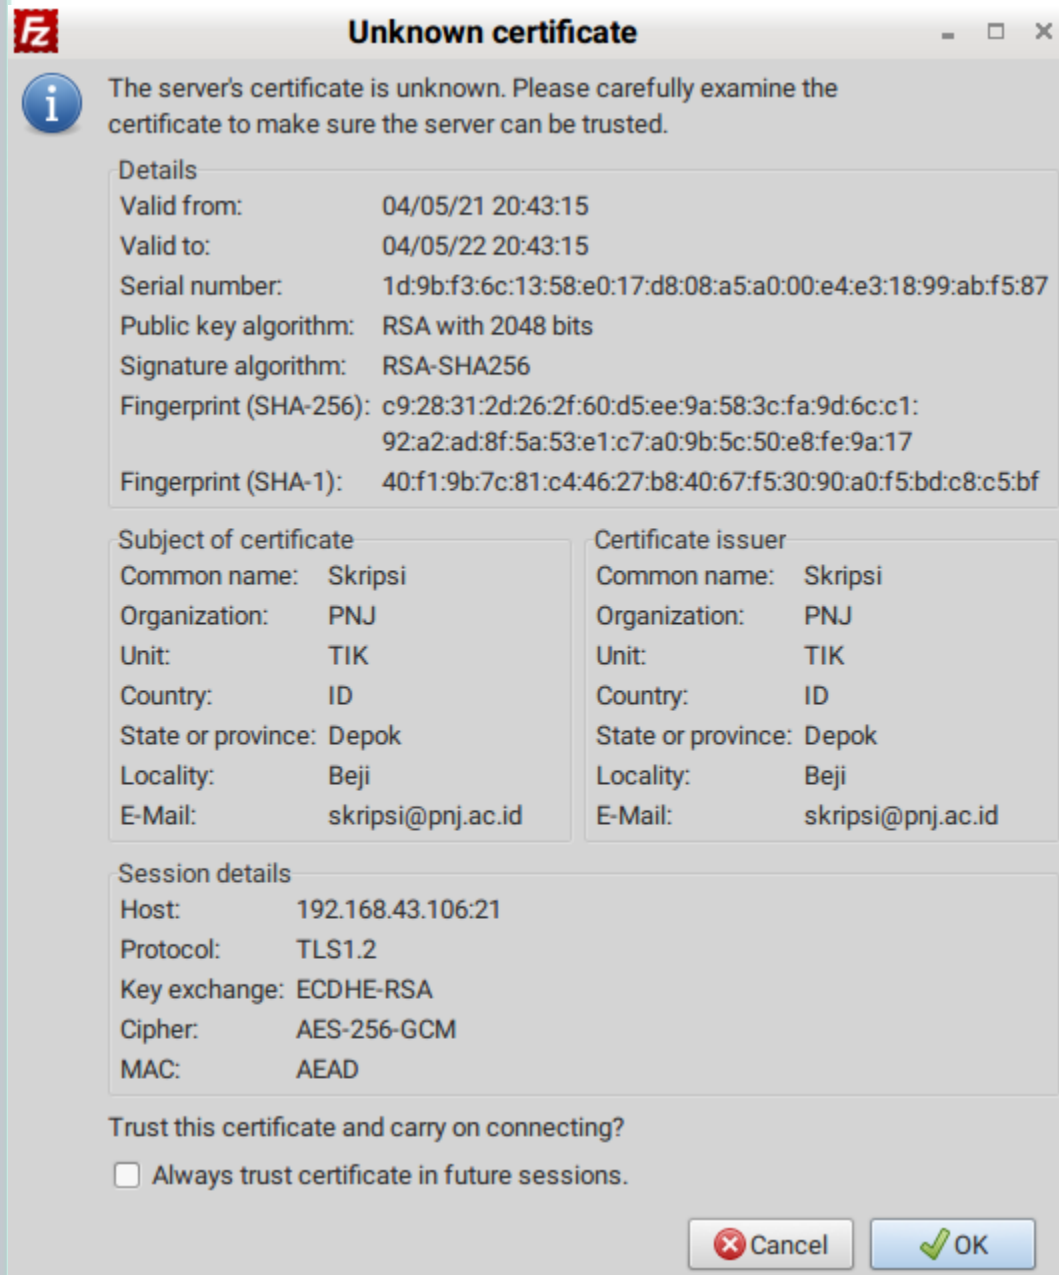 Fz
Unknown certificate
i
The server's certificate is unknown. Please carefully examine the
certificate to make sure the server can be trusted.
Details
Valid from: 04/05/21 20:43:15
Valid to: 04/05/22 20:43:15
Serial number: 1d:9b:f3:6c:13:58:e0:17:d8:08:a5:a0:00:e4:e3:18:99:ab:f5:87
Public key algorithm: RSA with 2048 bits
Signature algorithm: RSA-SHA256
Fingerprint (SHA-256): c9:28:31:2d:26:2f:60:d5:ee:9a:58:3c:fa:9d:6c:c1:
92:a2:ad:8f:5a:53:e1:c7:a0:9b:5c:50:e8:fe:9a:17
Fingerprint (SHA-1): 40:f1:9b:7c:81:c4:46:27:b8:40:67:f5:30:90:a0:f5:bd:c8:c5:bf
Subject of certificate
Common name: Skripsi
Organization: PNJ
Unit: TIK
Country: ID
State or province: Depok
Locality: Beji
E-Mail: skripsi@pnj.ac.id
Certificate issuer
Common name: Skripsi
Organization: PNJ
Unit: TIK
Country: ID
State or province: Depok
Locality: Beji
E-Mail: skripsi@pnj.ac.id
Session details
Host: 192.168.43.106:21
Protocol: TLS1.2
Key exchange: ECDHE-RSA
Cipher: AES-256-GCM
MAC: AEAD
Trust this certificate and carry on connecting?
Always trust certificate in future sessions.
Cancel
OK